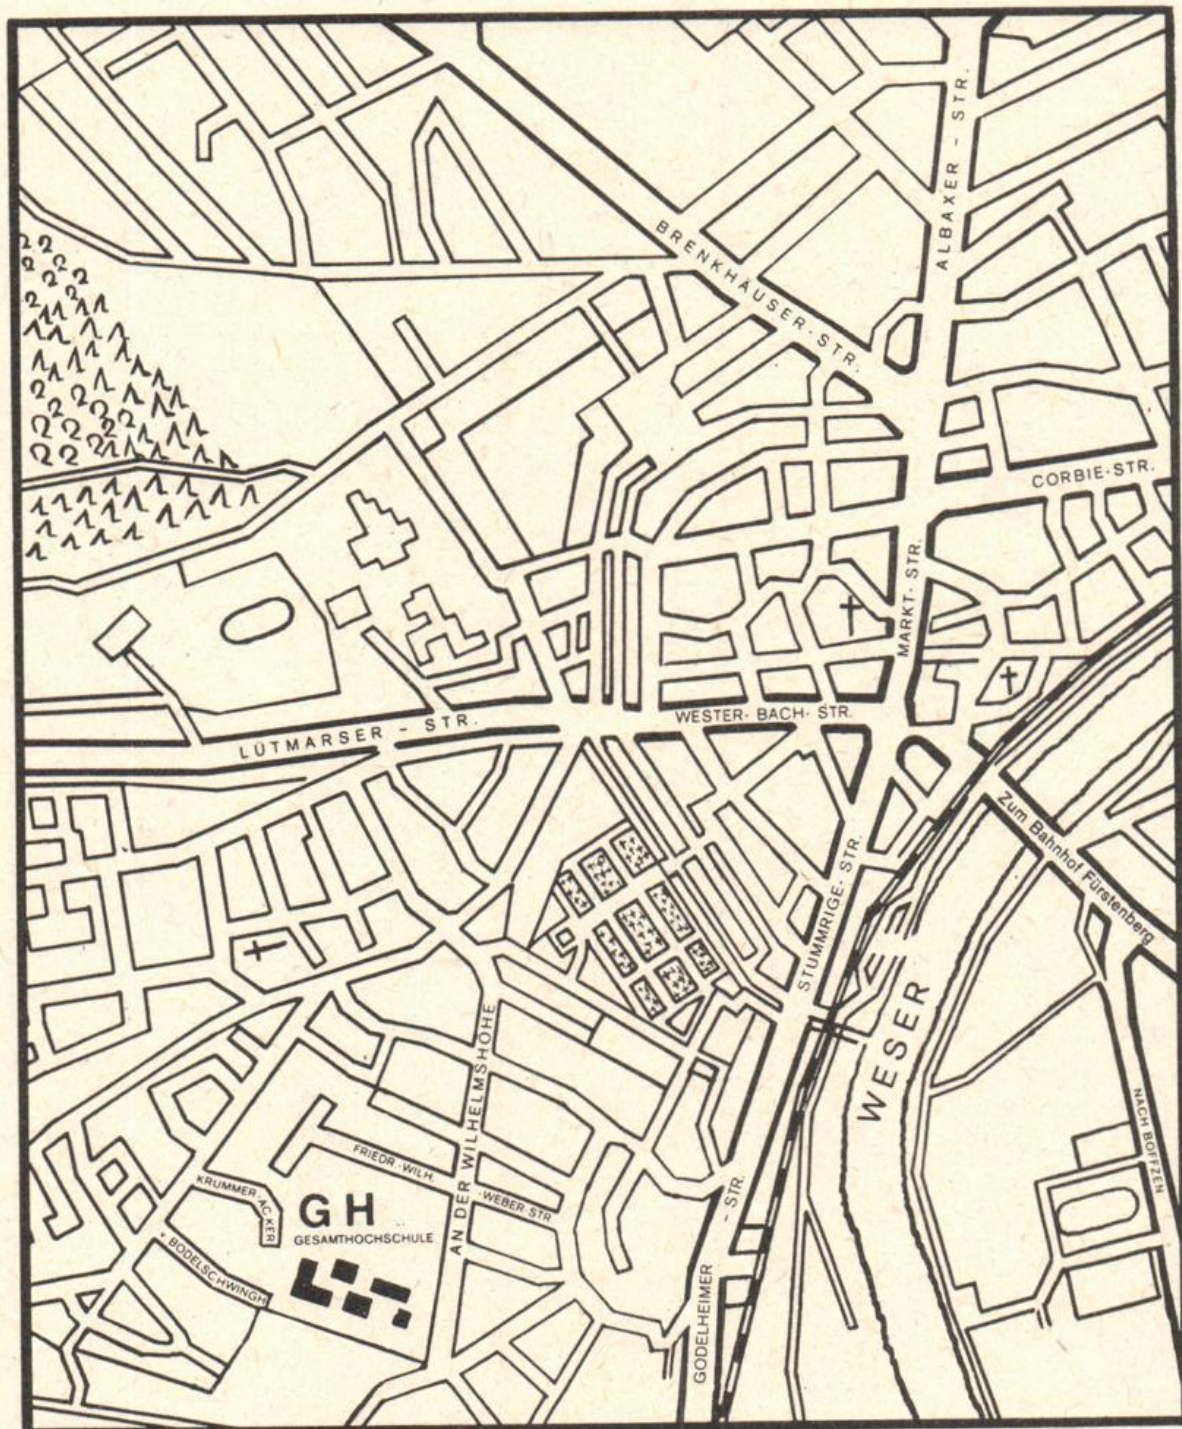 ALBAXER - STR.
BRENKHÄUSER - STR.
CORBIE - STR.
MARKT - STR.
WESTER - BACH - STR.
LÜTMARSER - STR.
Zum Bahnhof Fürstenberg
STUMMRIGE - STR.
WESER
AN DER WILHELMSHÖHE
NACH BOFFZEN
FRIEDR.-WILH.
-WEBER-STR
KRUMMER-ACKER
GH
GESAMTHOCHSCHULE
BODELSCHWINGH
GODELHEIMER
- STR.